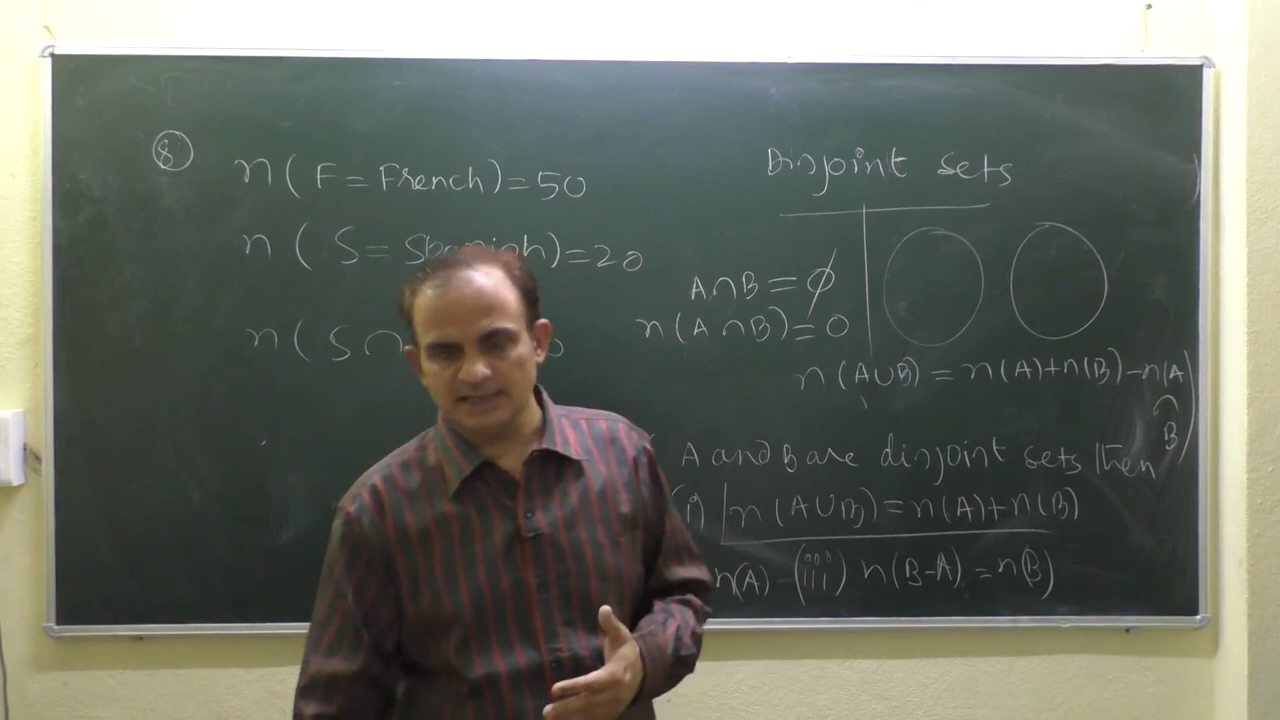 8
n(F=French)=50
n(S=Spanish)=20
n(S∩
Disjoint sets
A∩B=∅
n(A∩B)=0
n(A∪B)=n(A)+n(B)-n(A∩B)
A and B are disjoint sets then
(i) n(A∪B)=n(A)+n(B)
n(A) - (iii) n(B-A)=n(B)